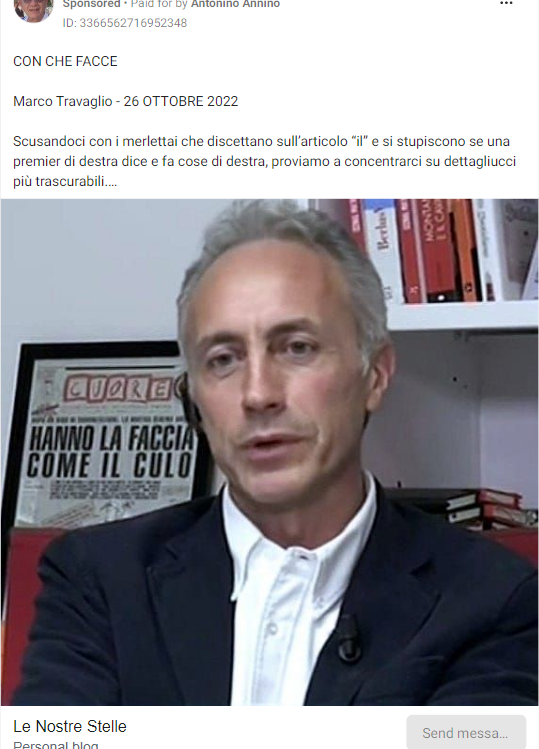 Sponsored • Paid for by Antonino Annino
ID: 3366562716952348
CON CHE FACCE
Marco Travaglio - 26 OTTOBRE 2022
Scusandoci con i merlettai che discettano sull'articolo “il” e si stupiscono se una
premier di destra dice e fa cose di destra, proviamo a concentrarci su dettagliucci
più trascurabili....
CUORE
HANNO LA FACCIA
COME IL CULO
Le Nostre Stelle
Personal blog
Send messa...